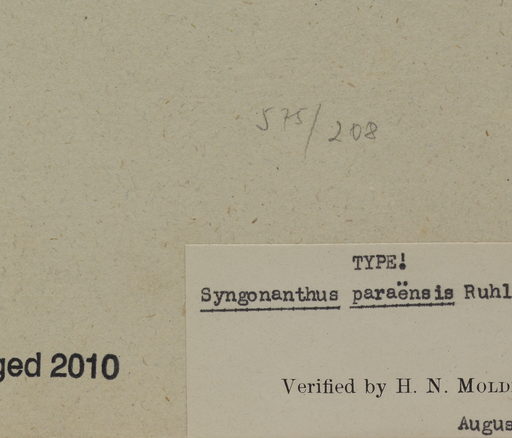 575/208
TYPE!
Syngonanthus paraënsis Ruhl
ged 2010
Verified by H. N. MOLD
Augus